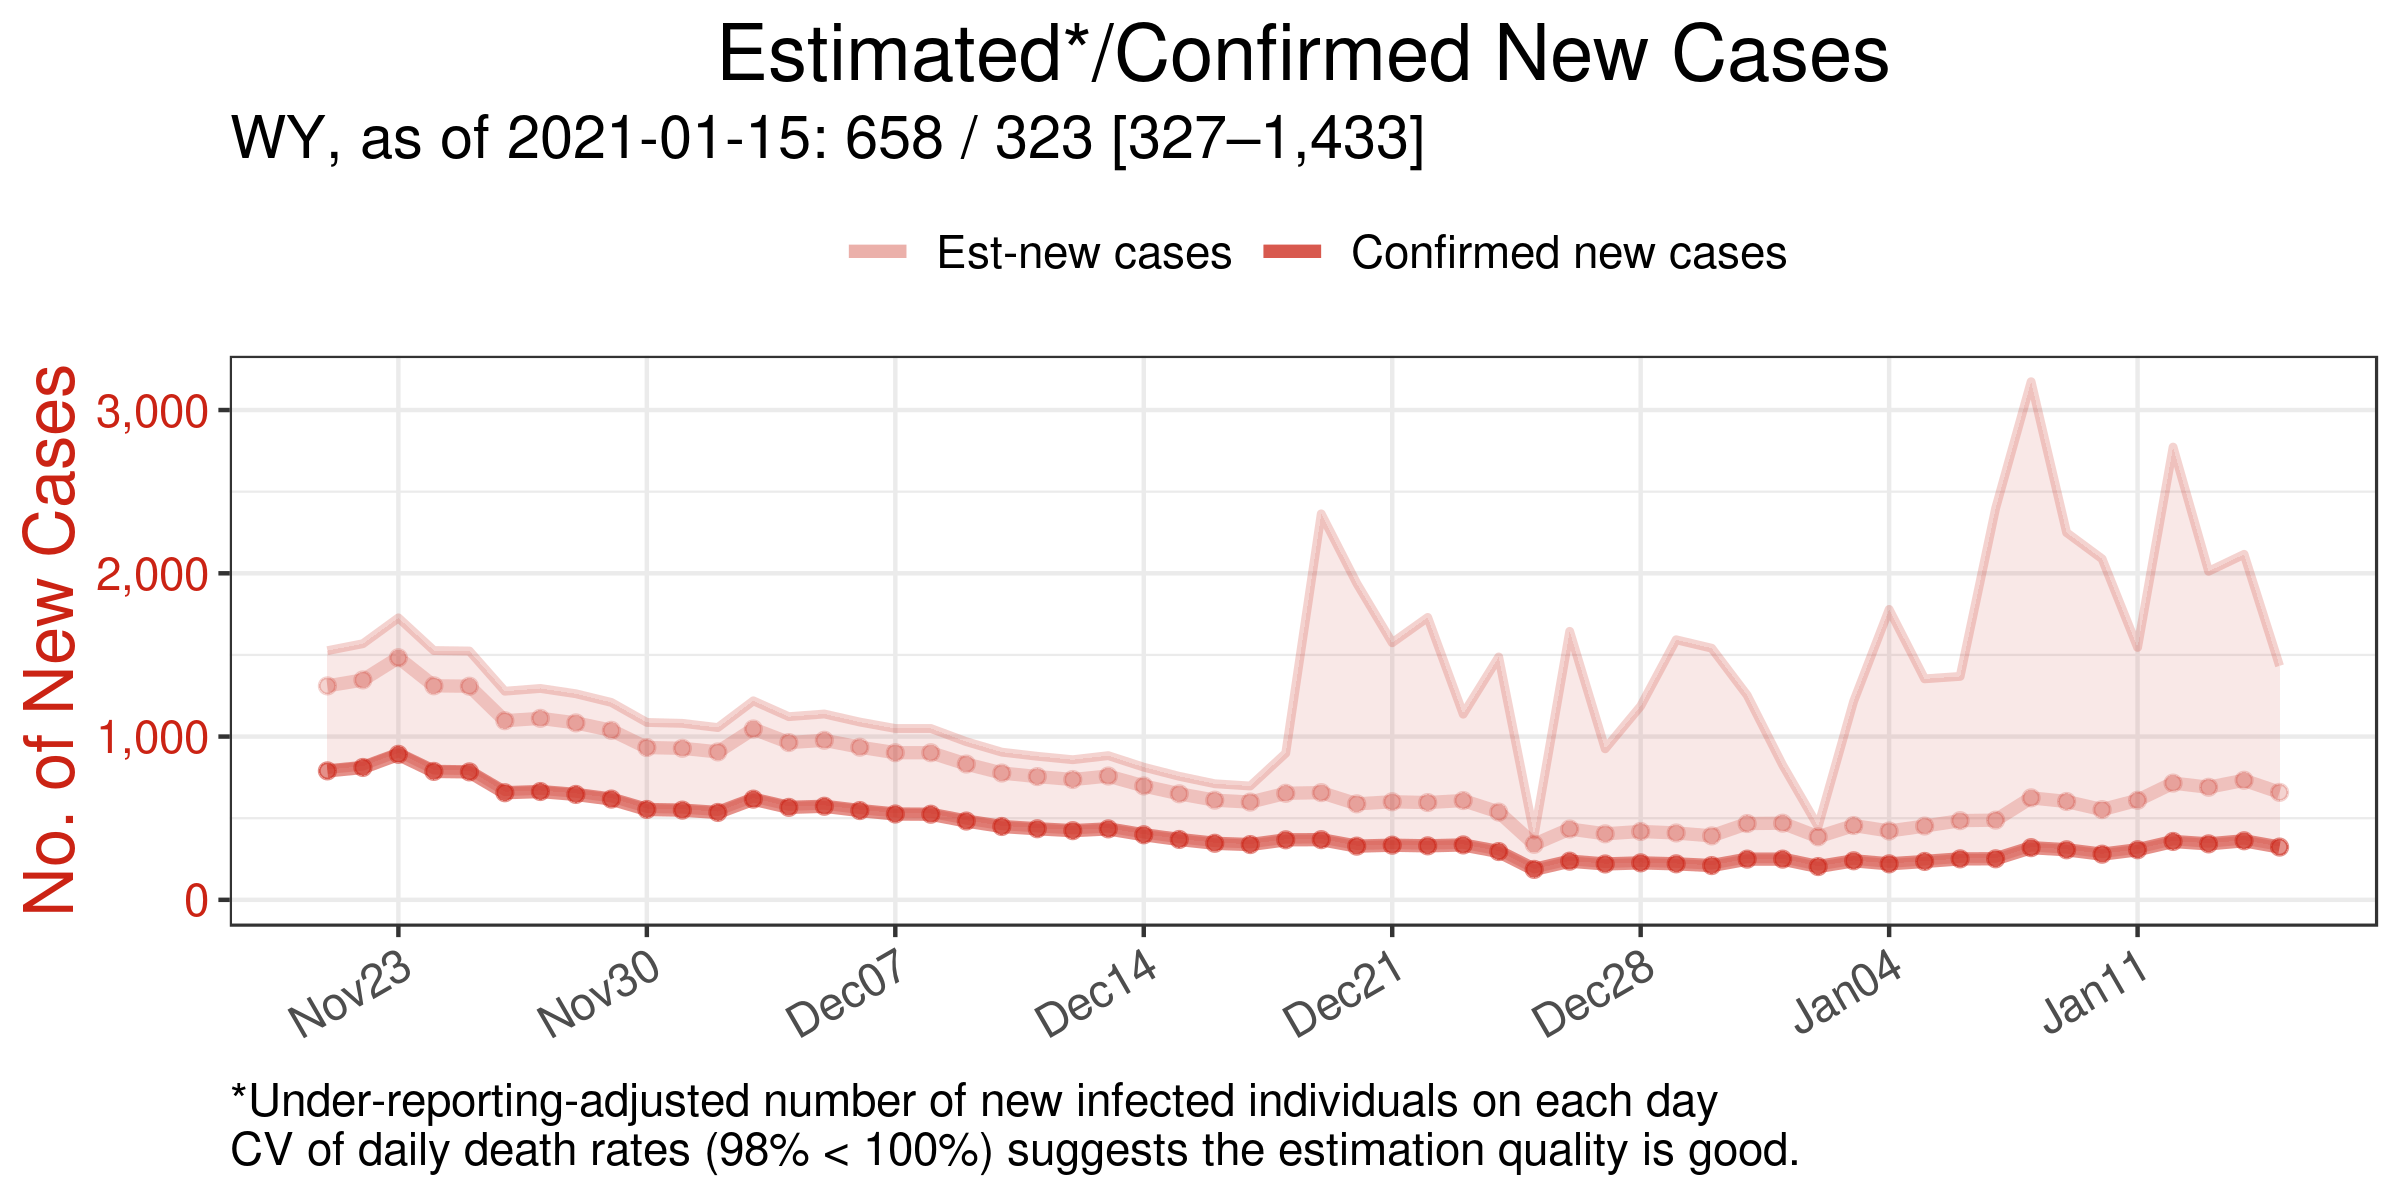 Estimated*/Confirmed New Cases
WY, as of 2021-01-15: 658 / 323 [327–1,433]
Est-new cases
Confirmed new cases
No. of New Cases
3,000
2,000
1,000
0
Nov23
Nov30
Dec07
Dec14
Dec21
Dec28
Jan04
Jan11
*Under-reporting-adjusted number of new infected individuals on each day
CV of daily death rates (98% < 100%) suggests the estimation quality is good.